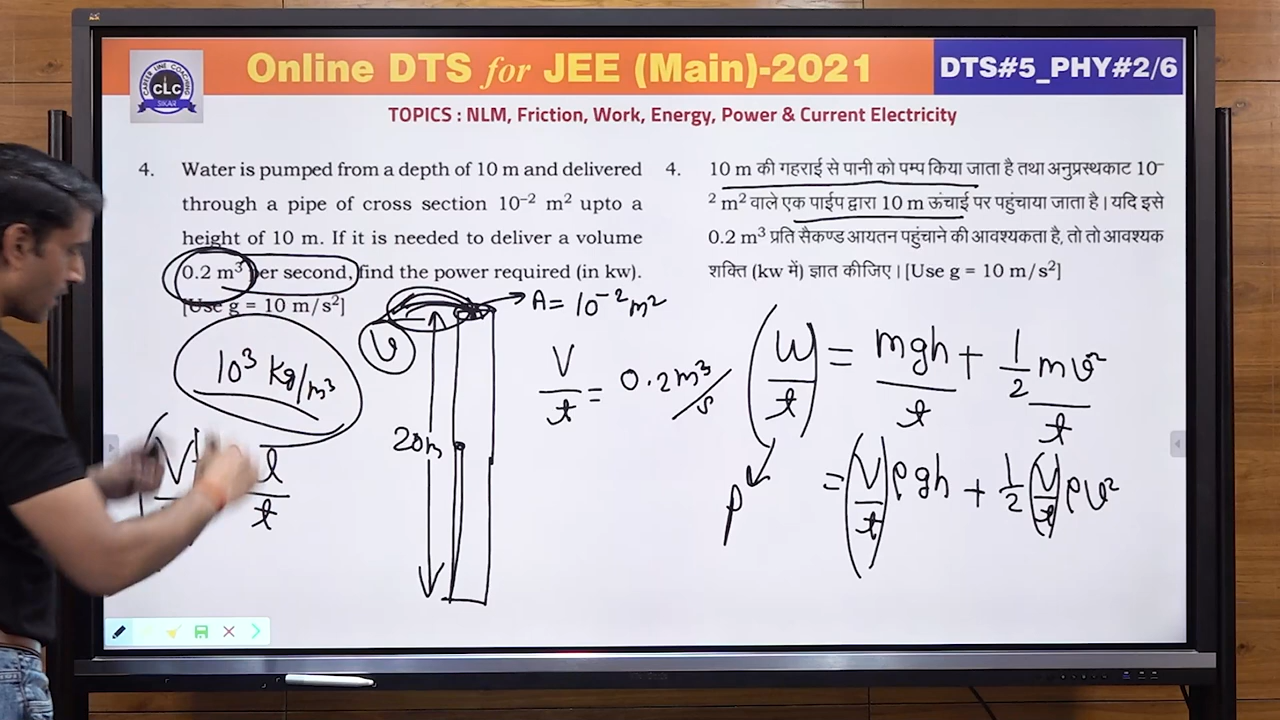 Online DTS for JEE (Main)-2021
DTS#5_PHY#2/6
CAREER LINE COACHING
CLC
SIKAR
TOPICS : NLM, Friction, Work, Energy, Power & Current Electricity
4. Water is pumped from a depth of 10 m and delivered
through a pipe of cross section 10⁻² m² upto a
height of 10 m. If it is needed to deliver a volume
0.2 m³ per second, find the power required (in kw).
[Use g = 10 m/s²]
4. 10 m की गहराई से पानी को पम्प किया जाता है तथा अनुप्रस्थकाट 10⁻
² m² वाले एक पाईप द्वारा 10 m ऊंचाई पर पहुंचाया जाता है। यदि इसे
0.2 m³ प्रति सैकण्ड आयतन पहुंचाने की आवश्यकता है, तो तो आवश्यक
शक्ति (kw में) ज्ञात कीजिए। [Use g = 10 m/s²]
10³ Kg/m³
v
A = 10⁻² m²
20m
V/t = 0.2 m³/s
(W/t) = mgh/t + ½ mv²/t
P
= (V/t) ρgh + ½ (V/t) ρv²
l/t